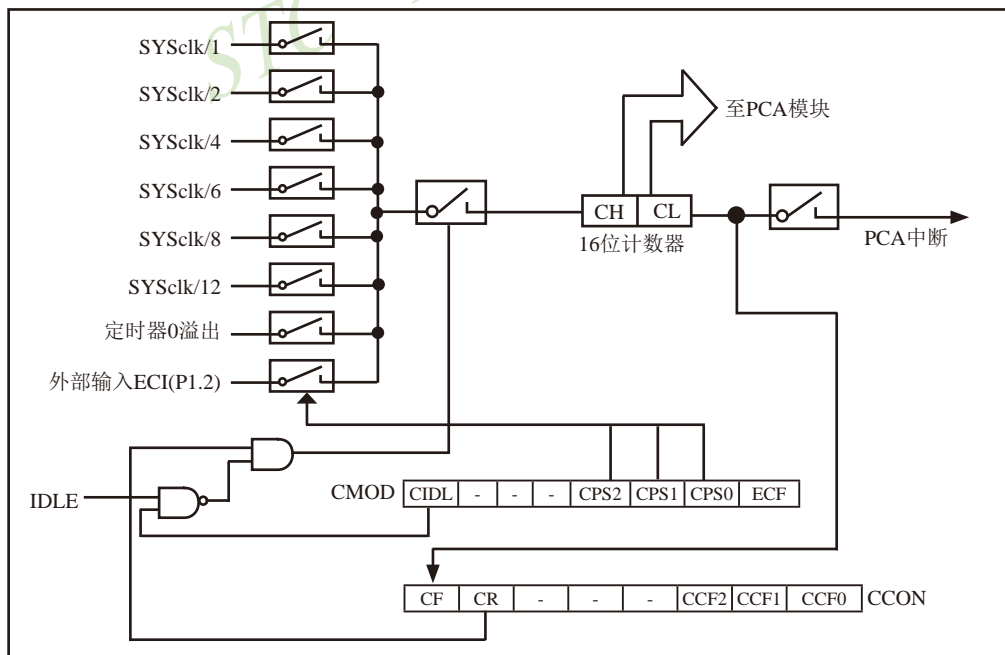 STC
SYSclk/1
SYSclk/2
SYSclk/4
SYSclk/6
SYSclk/8
SYSclk/12
定时器0溢出
外部输入ECI(P1.2)
至PCA模块
CH CL
16位计数器
PCA中断
IDLE
CMOD CIDL - - - CPS2 CPS1 CPS0 ECF
CF CR - - - CCF2 CCF1 CCF0 CCON